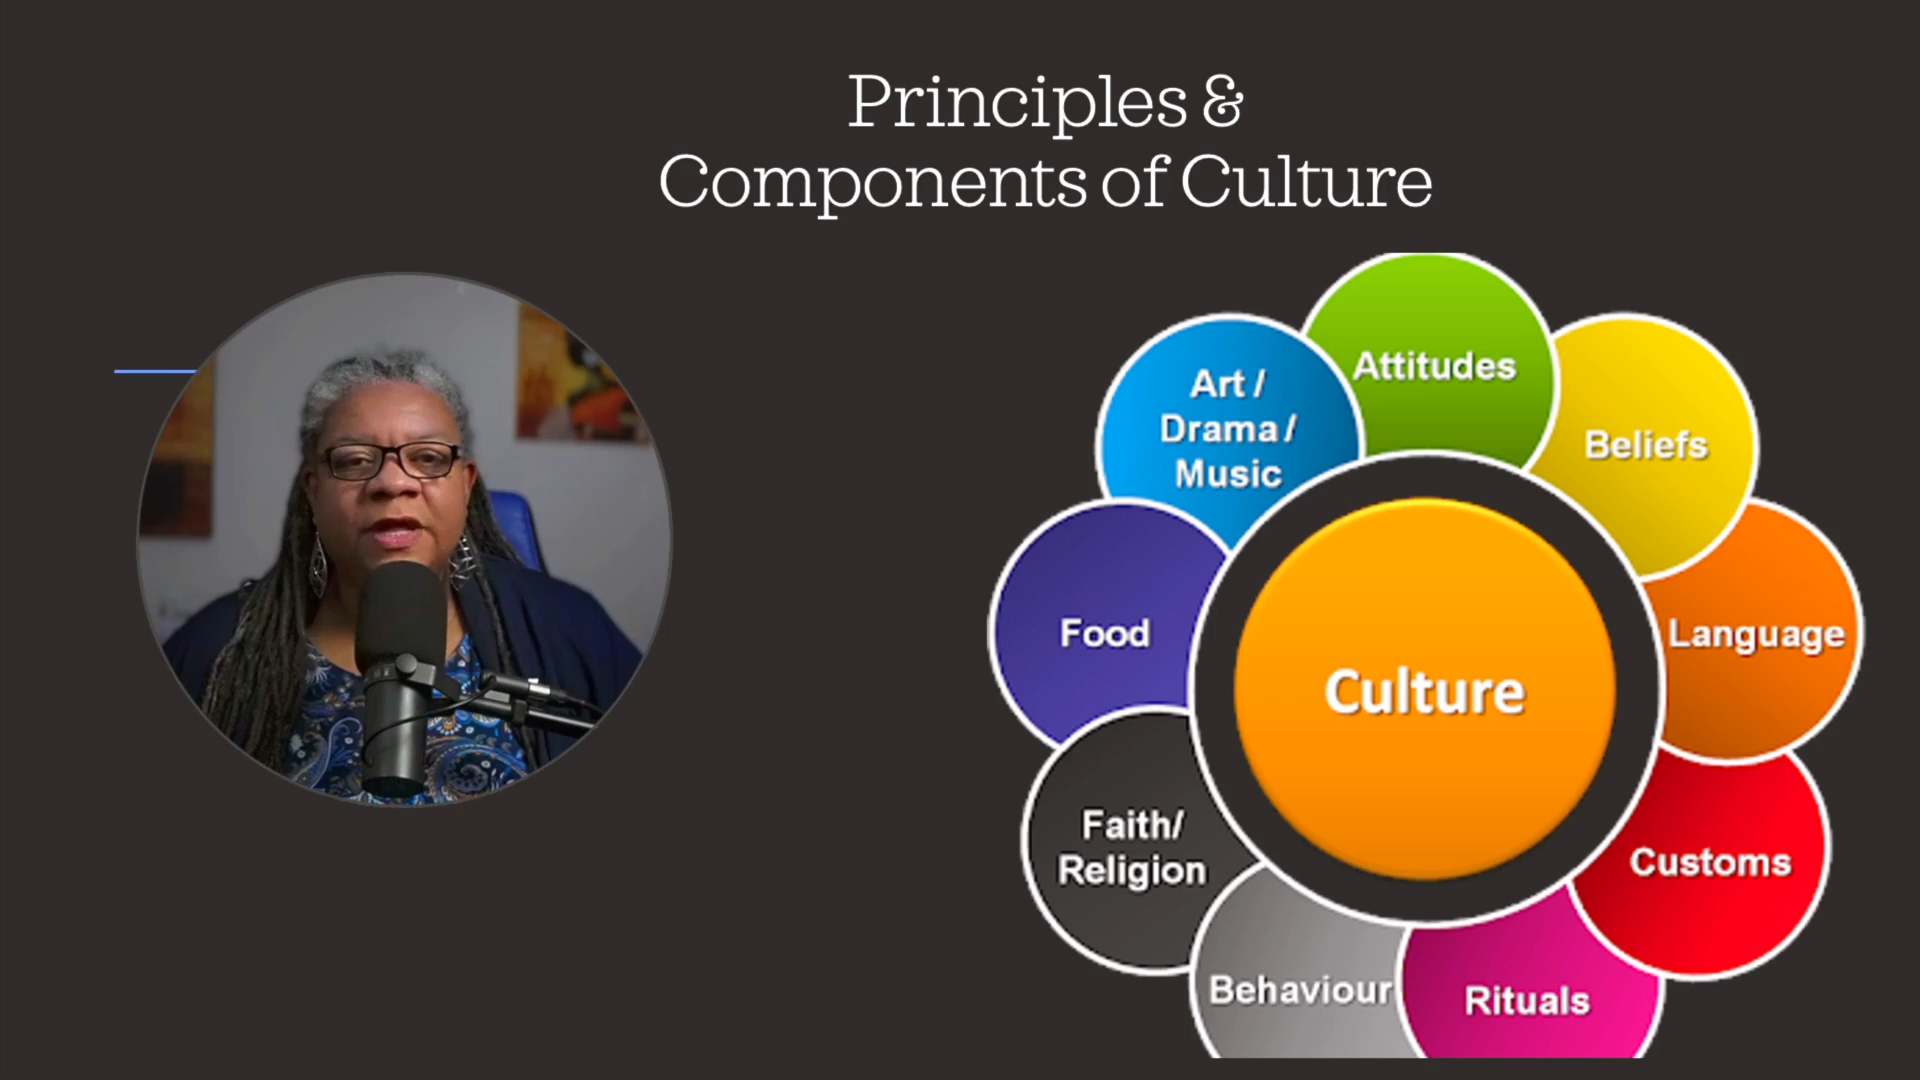 Principles &
Components of Culture
Attitudes
Art /
Drama /
Music
Beliefs
Food
Language
Culture
Faith/
Religion
Customs
Behaviour
Rituals